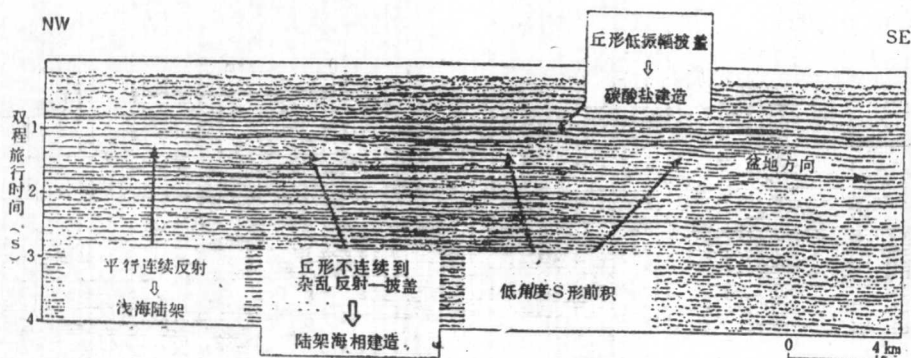 NW
SE
丘形低振幅披盖
⇩
碳酸盐建造
双程旅行时间(S)
1
2
3
4
盆地方向
平行连续反射
⇩
浅海陆架
丘形不连续到
杂乱反射—披盖
⇩
陆架海相建造
低角度S形前积
0 4 km